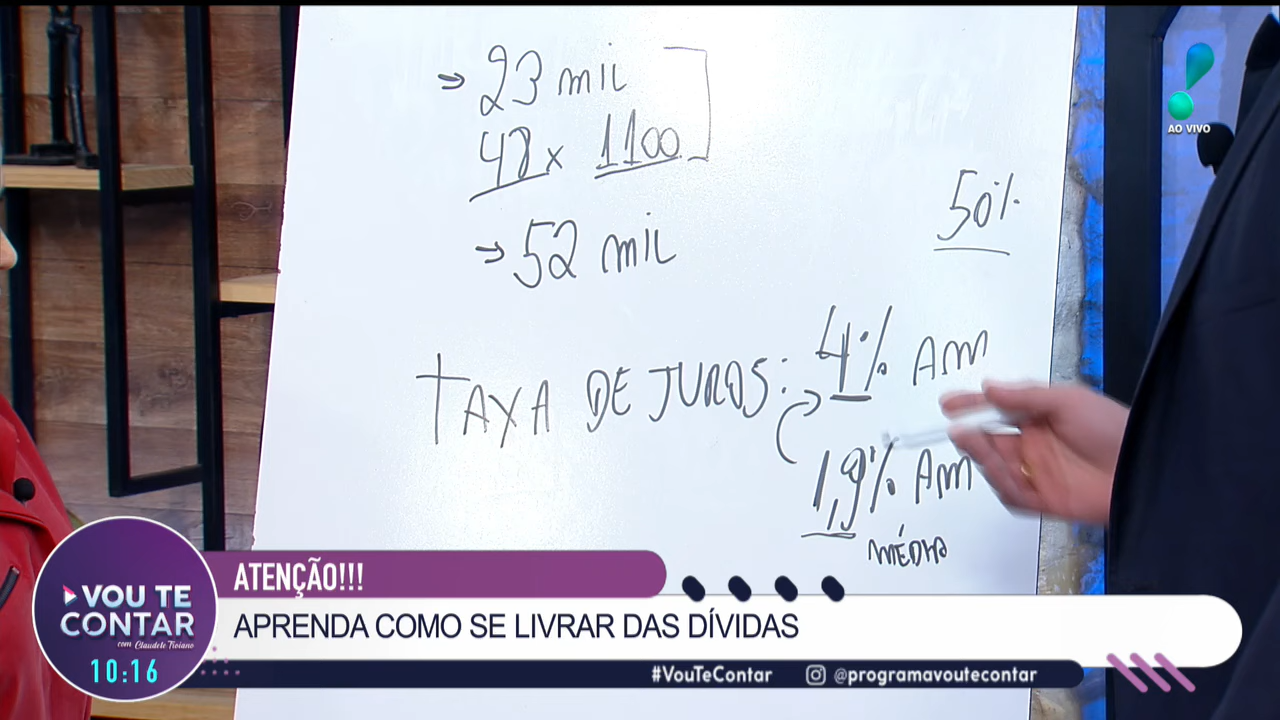 → 23 mil
48 x 1100
→ 52 mil
50%
TAXA DE JUROS: 4% AM
1,9% AM
MÉDIA
AO VIVO
ATENÇÃO!!!
APRENDA COMO SE LIVRAR DAS DÍVIDAS
VOU TE
CONTAR
com Claudete Troiano
10:16
#VouTeContar @programavoutecontar